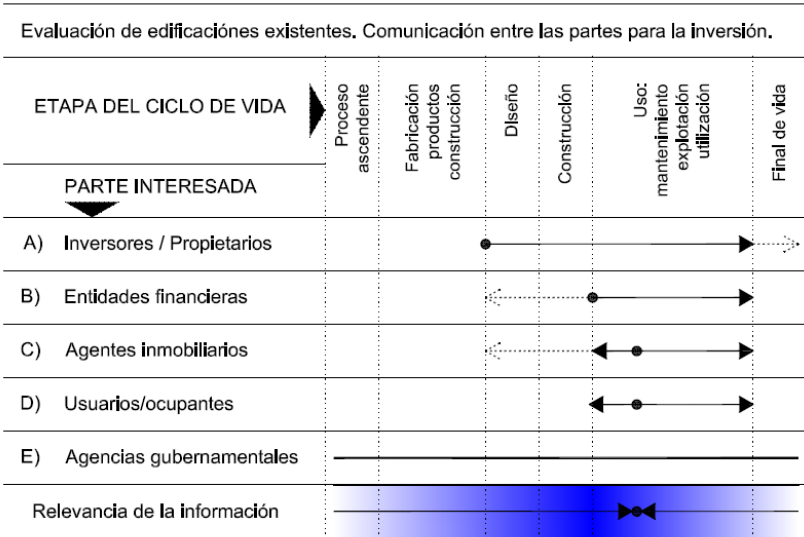 Evaluación de edificaciónes existentes. Comunicación entre las partes para la inversión.
ETAPA DEL CICLO DE VIDA
Proceso
ascendente
Fabricación
productos
construcción
DIseño
Construcción
Uso:
mantenimiento
explotación
utilización
Final de vida
PARTE INTERESADA
A) Inversores / Propietarios
B) Entidades financieras
C) Agentes inmobiliarios
D) Usuarios/ocupantes
E) Agencias gubernamentales
Relevancia de la información